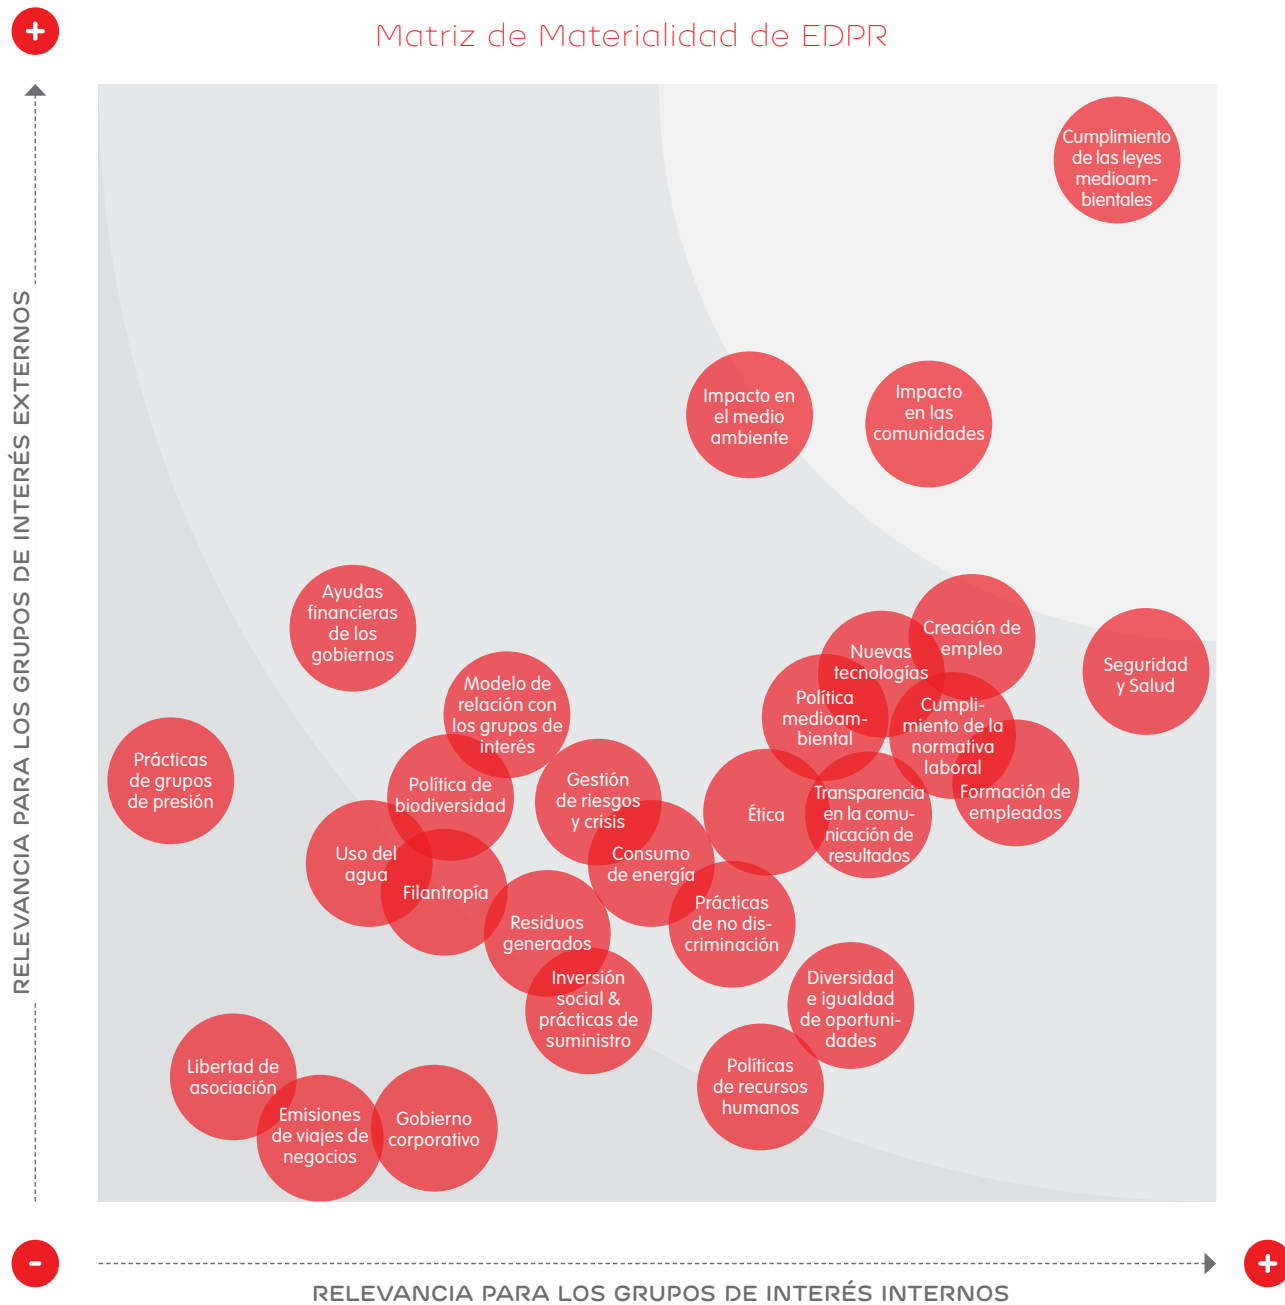 +
Matriz de Materialidad de EDPR
RELEVANCIA PARA LOS GRUPOS DE INTERÉS EXTERNOS
Cumplimiento
de las leyes
medioam-
bientales
Impacto en
el medio
ambiente
Impacto
en las
comunidades
Ayudas
financieras
de los
gobiernos
Creación de
empleo
Nuevas
tecnologías
Seguridad
y Salud
Modelo de
relación con
los grupos de
interés
Política
medioam-
biental
Cumpli-
miento de la
normativa
laboral
Prácticas
de grupos
de presión
Política de
biodiversidad
Gestión
de riesgos
y crisis
Ética
Transparencia
en la comu-
nicación de
resultados
Formación de
empleados
Uso del
agua
Filantropía
Consumo
de energía
Prácticas
de no dis-
criminación
Residuos
generados
Inversión
social &
prácticas de
suministro
Diversidad
e igualdad
de oportuni-
dades
Políticas
de recursos
humanos
Libertad de
asociación
Emisiones
de viajes de
negocios
Gobierno
corporativo
-
+
RELEVANCIA PARA LOS GRUPOS DE INTERÉS INTERNOS